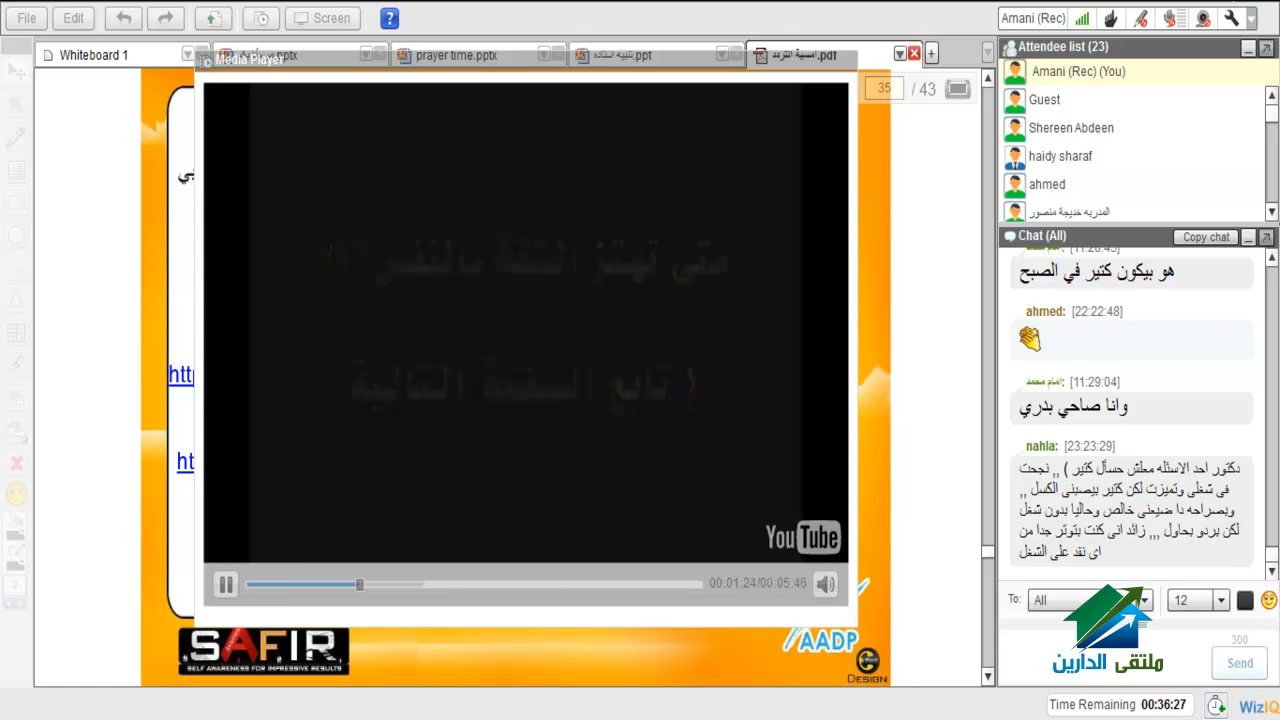 File
Edit
Screen
?
Amani (Rec)
Whiteboard 1
pptx
prayer time.pptx
تنبيه استاذه.ppt
امسية التردد.pdf
+
Media Player
35
/ 43
Attendee list (23)
Amani (Rec) (You)
Guest
Shereen Abdeen
haidy sharaf
ahmed
المدربه خديجة منصور
متى تهتز الثقة بالنفس ؟
! تابع الصفحة التالية
htt
ht
YouTube
00:01:24/00:05:46
Chat (All)
Copy chat
هو بيكون كتير في الصبح
ahmed: [22:22:48]
امام محمد: [11:29:04]
وانا صاحي بدري
nahla: [23:23:29]
دكتور احد الاسئله معلش حسأل كتير ) ,, نجحت
فى شغلى وتميزت لكن كتير بيصبنى الكسل ,,
وبصراحه دا ضيعنى خالص وحاليا بدون شغل
لكن بردو بحاول ,,, زائد انى كنت بتوتر جدا من
اى نقد على الشغل
To:
All
12
300
Send
ملتقى الدارين
SAFIR
SELF AWARENESS FOR IMPRESSIVE RESULTS
AADP
DESIGN
Time Remaining 00:36:27
WizIQ